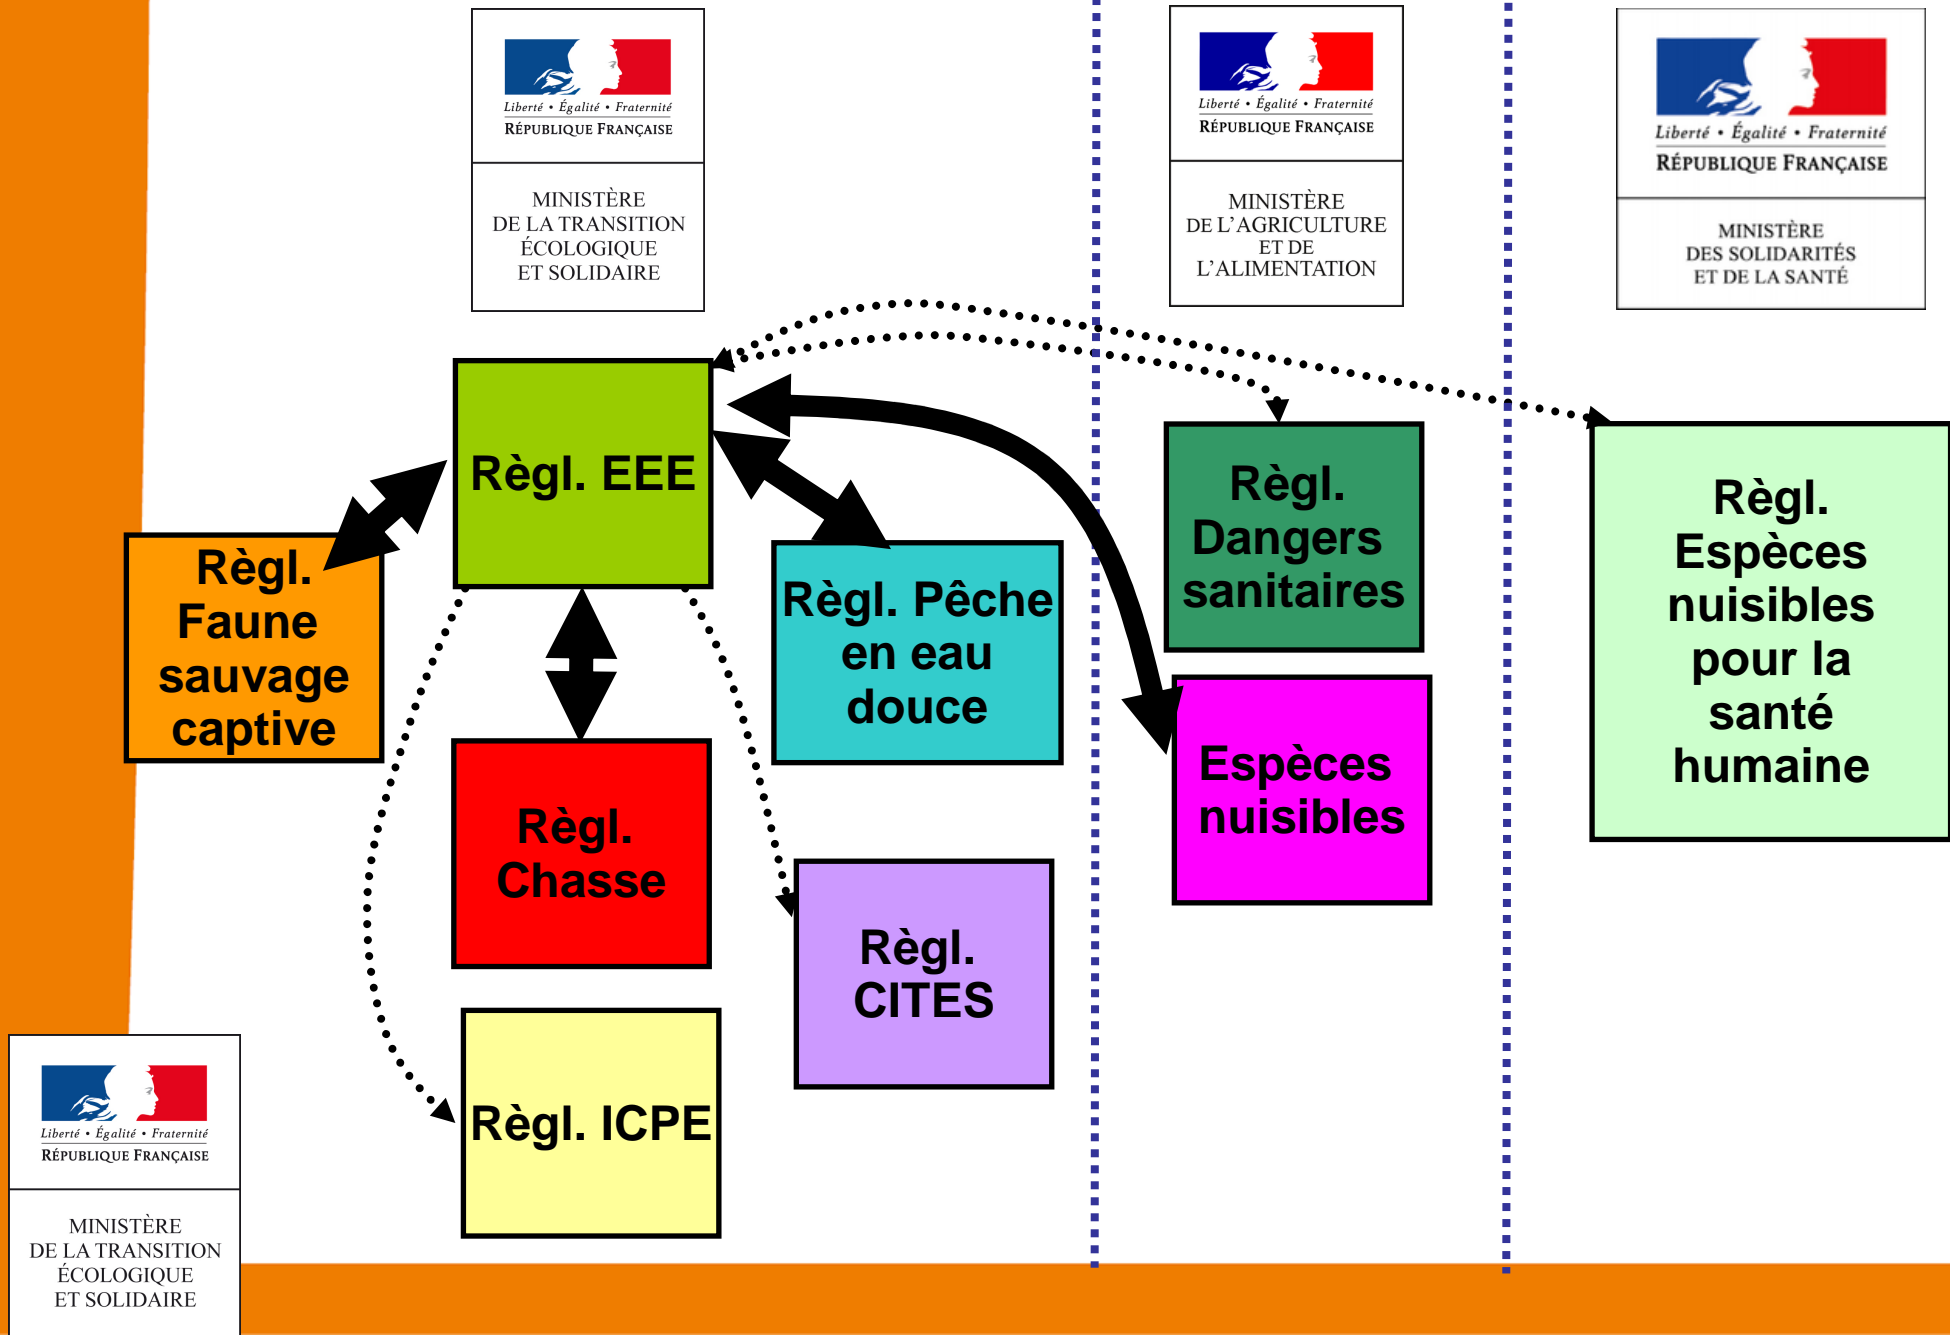 Liberté • Égalité • Fraternité
RÉPUBLIQUE FRANÇAISE
MINISTÈRE
DE LA TRANSITION
ÉCOLOGIQUE
ET SOLIDAIRE
Liberté • Égalité • Fraternité
RÉPUBLIQUE FRANÇAISE
MINISTÈRE
DE L'AGRICULTURE
ET DE
L'ALIMENTATION
Liberté • Égalité • Fraternité
RÉPUBLIQUE FRANÇAISE
MINISTÈRE
DES SOLIDARITÉS
ET DE LA SANTÉ
Règl. EEE
Règl.
Faune
sauvage
captive
Règl. Pêche
en eau
douce
Règl.
Dangers
sanitaires
Règl.
Espèces
nuisibles
pour la
santé
humaine
Espèces
nuisibles
Règl.
Chasse
Règl.
CITES
Règl. ICPE
Liberté • Égalité • Fraternité
RÉPUBLIQUE FRANÇAISE
MINISTÈRE
DE LA TRANSITION
ÉCOLOGIQUE
ET SOLIDAIRE